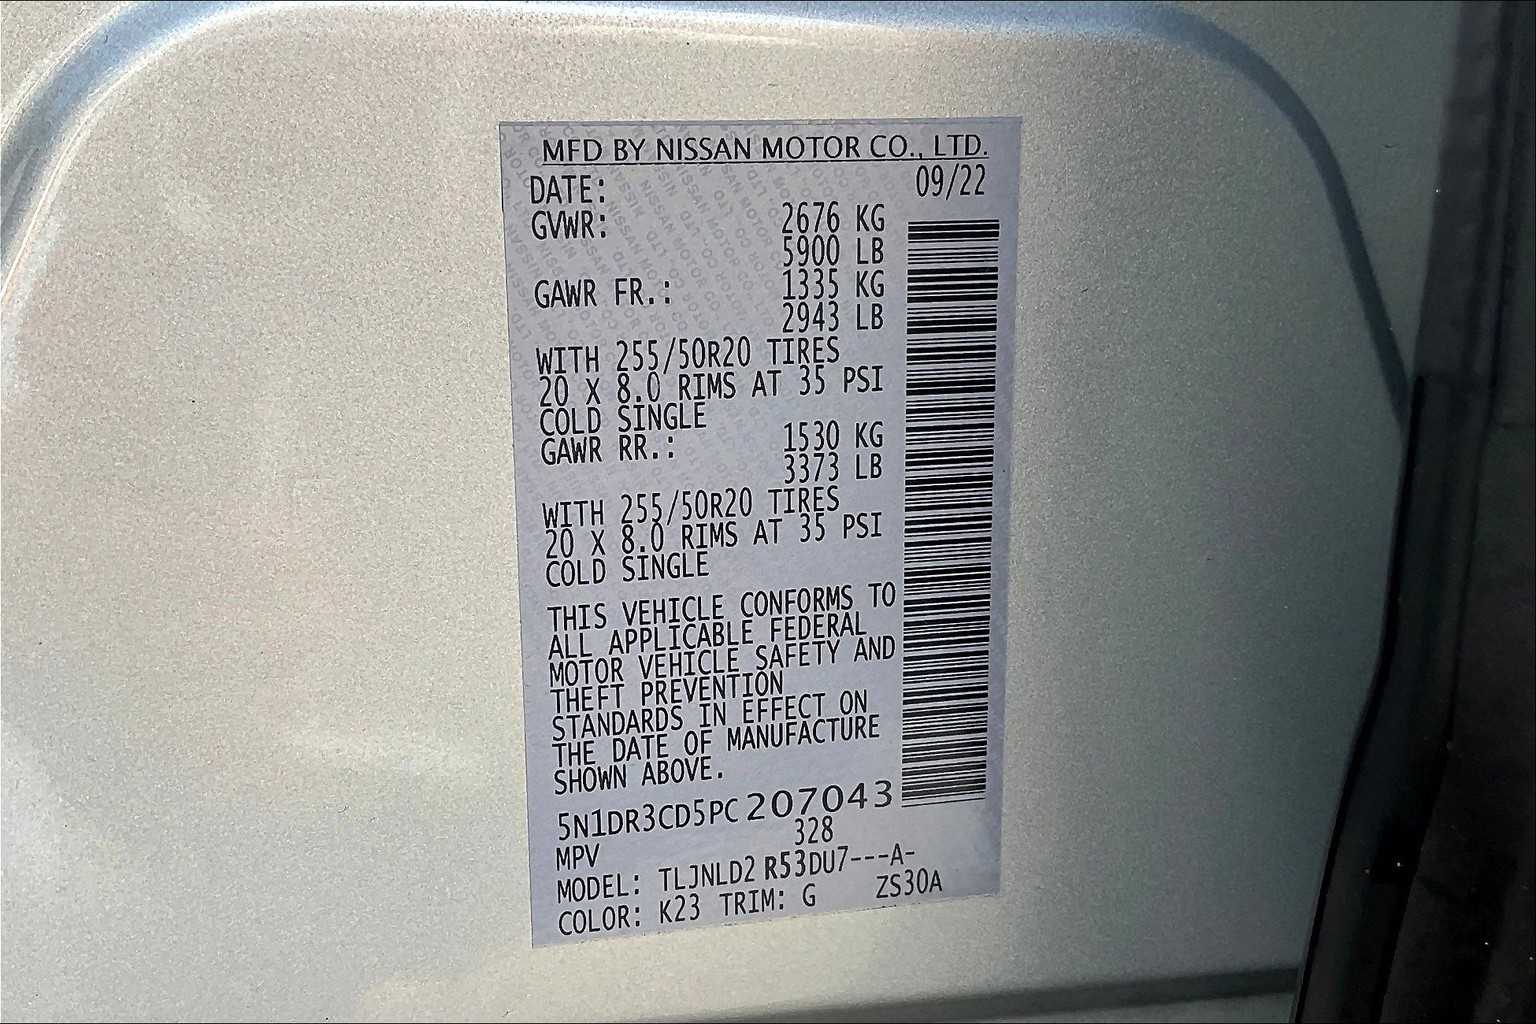 MFD BY NISSAN MOTOR CO., LTD.
DATE: 09/22
GVWR: 2676 KG
5900 LB
GAWR FR.: 1335 KG
2943 LB
WITH 255/50R20 TIRES
20 X 8.0 RIMS AT 35 PSI
COLD SINGLE
GAWR RR.: 1530 KG
3373 LB
WITH 255/50R20 TIRES
20 X 8.0 RIMS AT 35 PSI
COLD SINGLE
THIS VEHICLE CONFORMS TO
ALL APPLICABLE FEDERAL
MOTOR VEHICLE SAFETY AND
THEFT PREVENTION
STANDARDS IN EFFECT ON
THE DATE OF MANUFACTURE
SHOWN ABOVE.
5N1DR3CD5PC207043
MPV 328
MODEL: TLJNLD2 R53DU7---A-
COLOR: K23 TRIM: G ZS30A